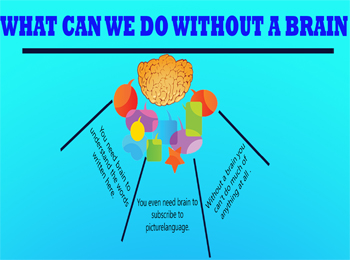 WHAT CAN WE DO WITHOUT A BRAIN
You need brain to
understand the words
written here.
You even need brain to
subscribe to
picturelanguage.
Without a brain you
can't do much of
anything at all .